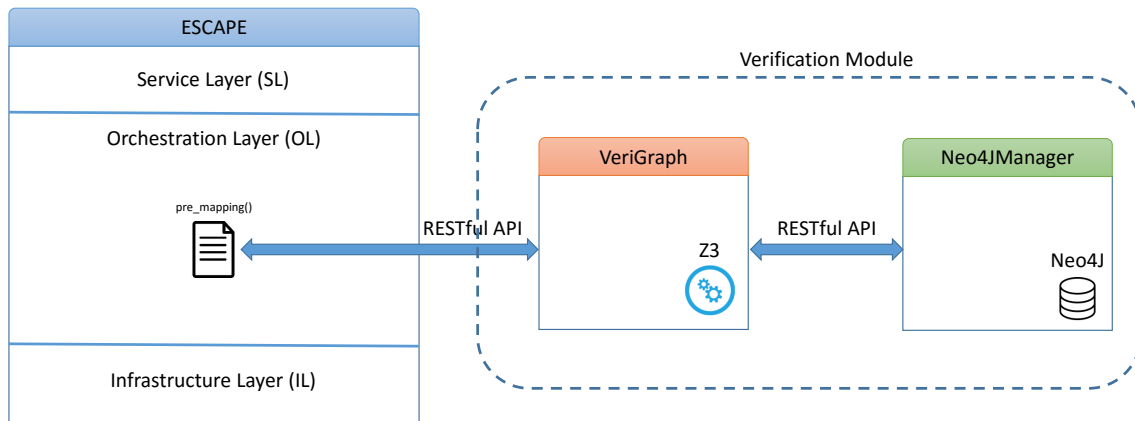 ESCAPE
Service Layer (SL)
Orchestration Layer (OL)
pre_mapping()
Infrastructure Layer (IL)
RESTful API
Verification Module
VeriGraph
Z3
RESTful API
Neo4JManager
Neo4J